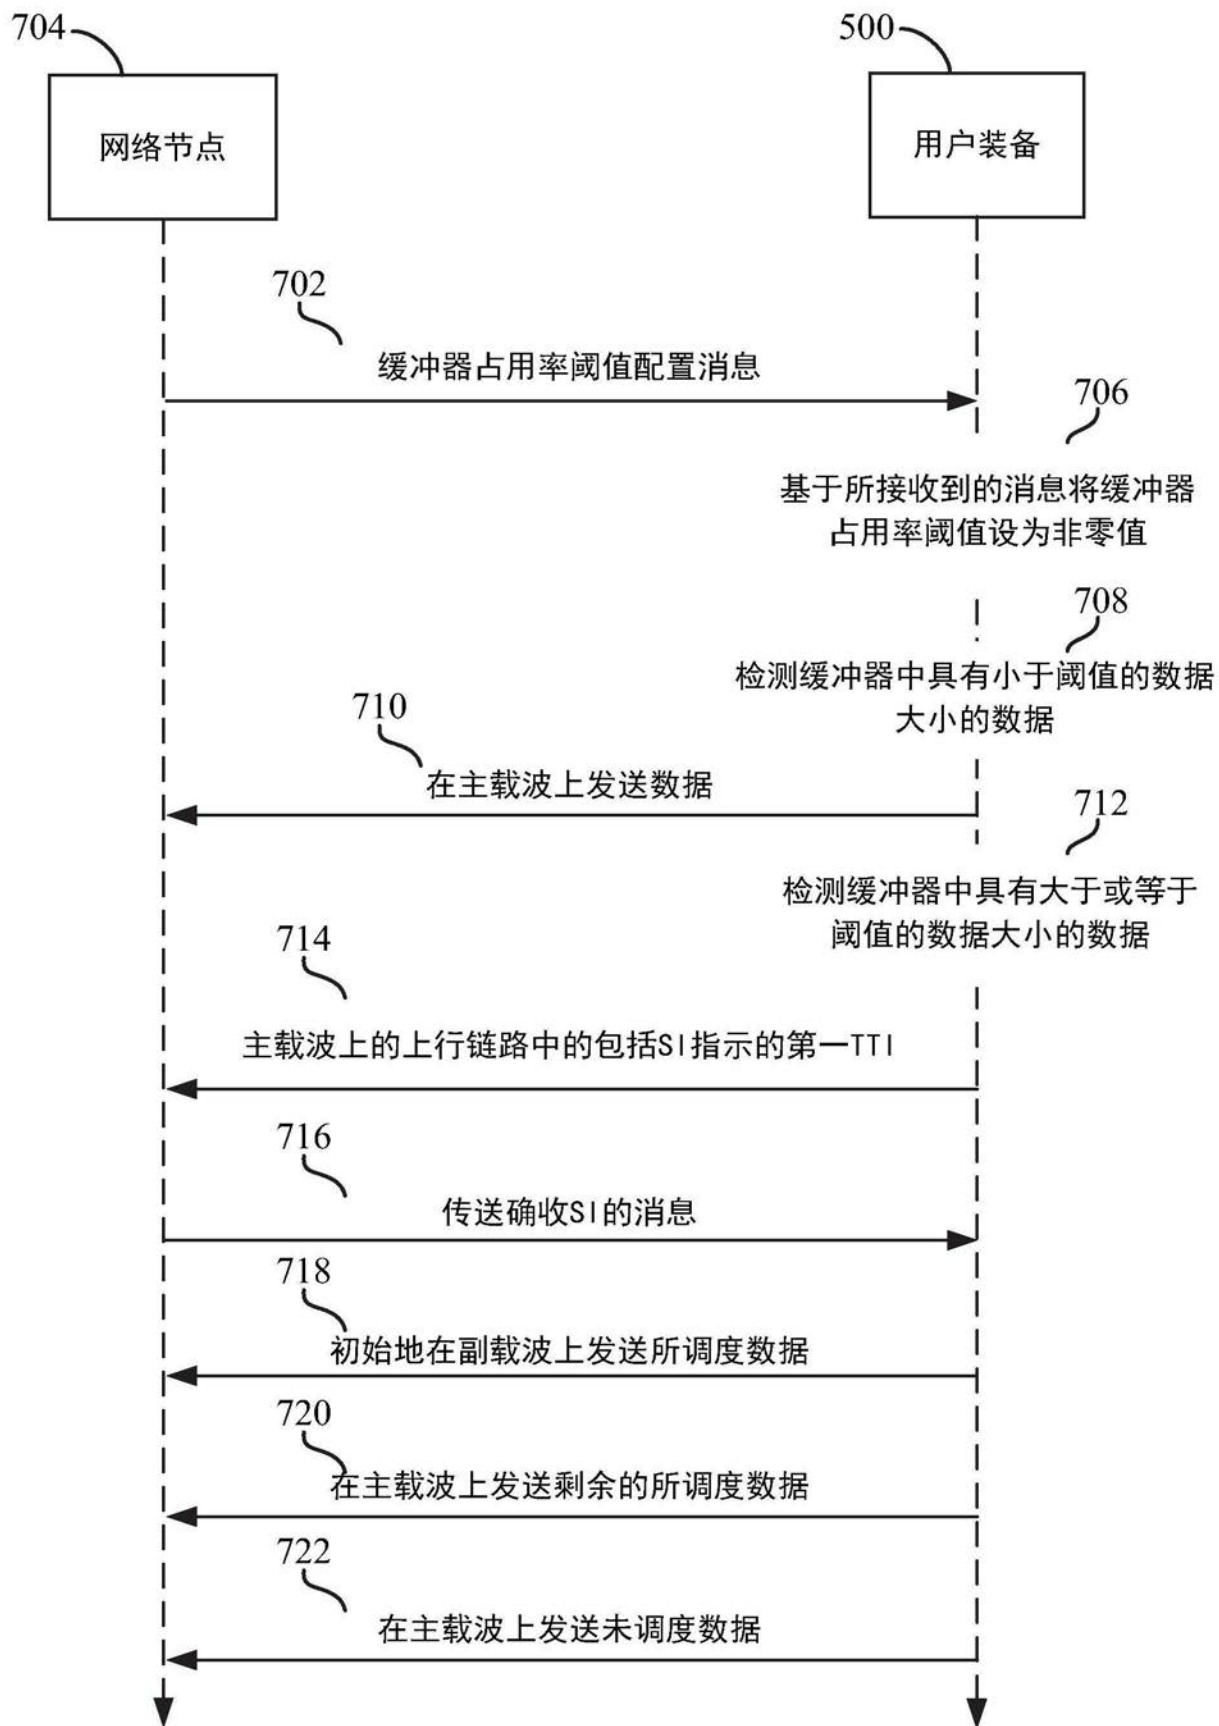 704
500
网络节点
用户装备
702
缓冲器占用率阈值配置消息
706
基于所接收到的消息将缓冲器
占用率阈值设为非零值
708
检测缓冲器中具有小于阈值的数据
大小的数据
710
在主载波上发送数据
712
检测缓冲器中具有大于或等于
阈值的数据大小的数据
714
主载波上的上行链路中的包括SI指示的第一TTI
716
传送确收SI的消息
718
初始地在副载波上发送所调度数据
720
在主载波上发送剩余的所调度数据
722
在主载波上发送未调度数据